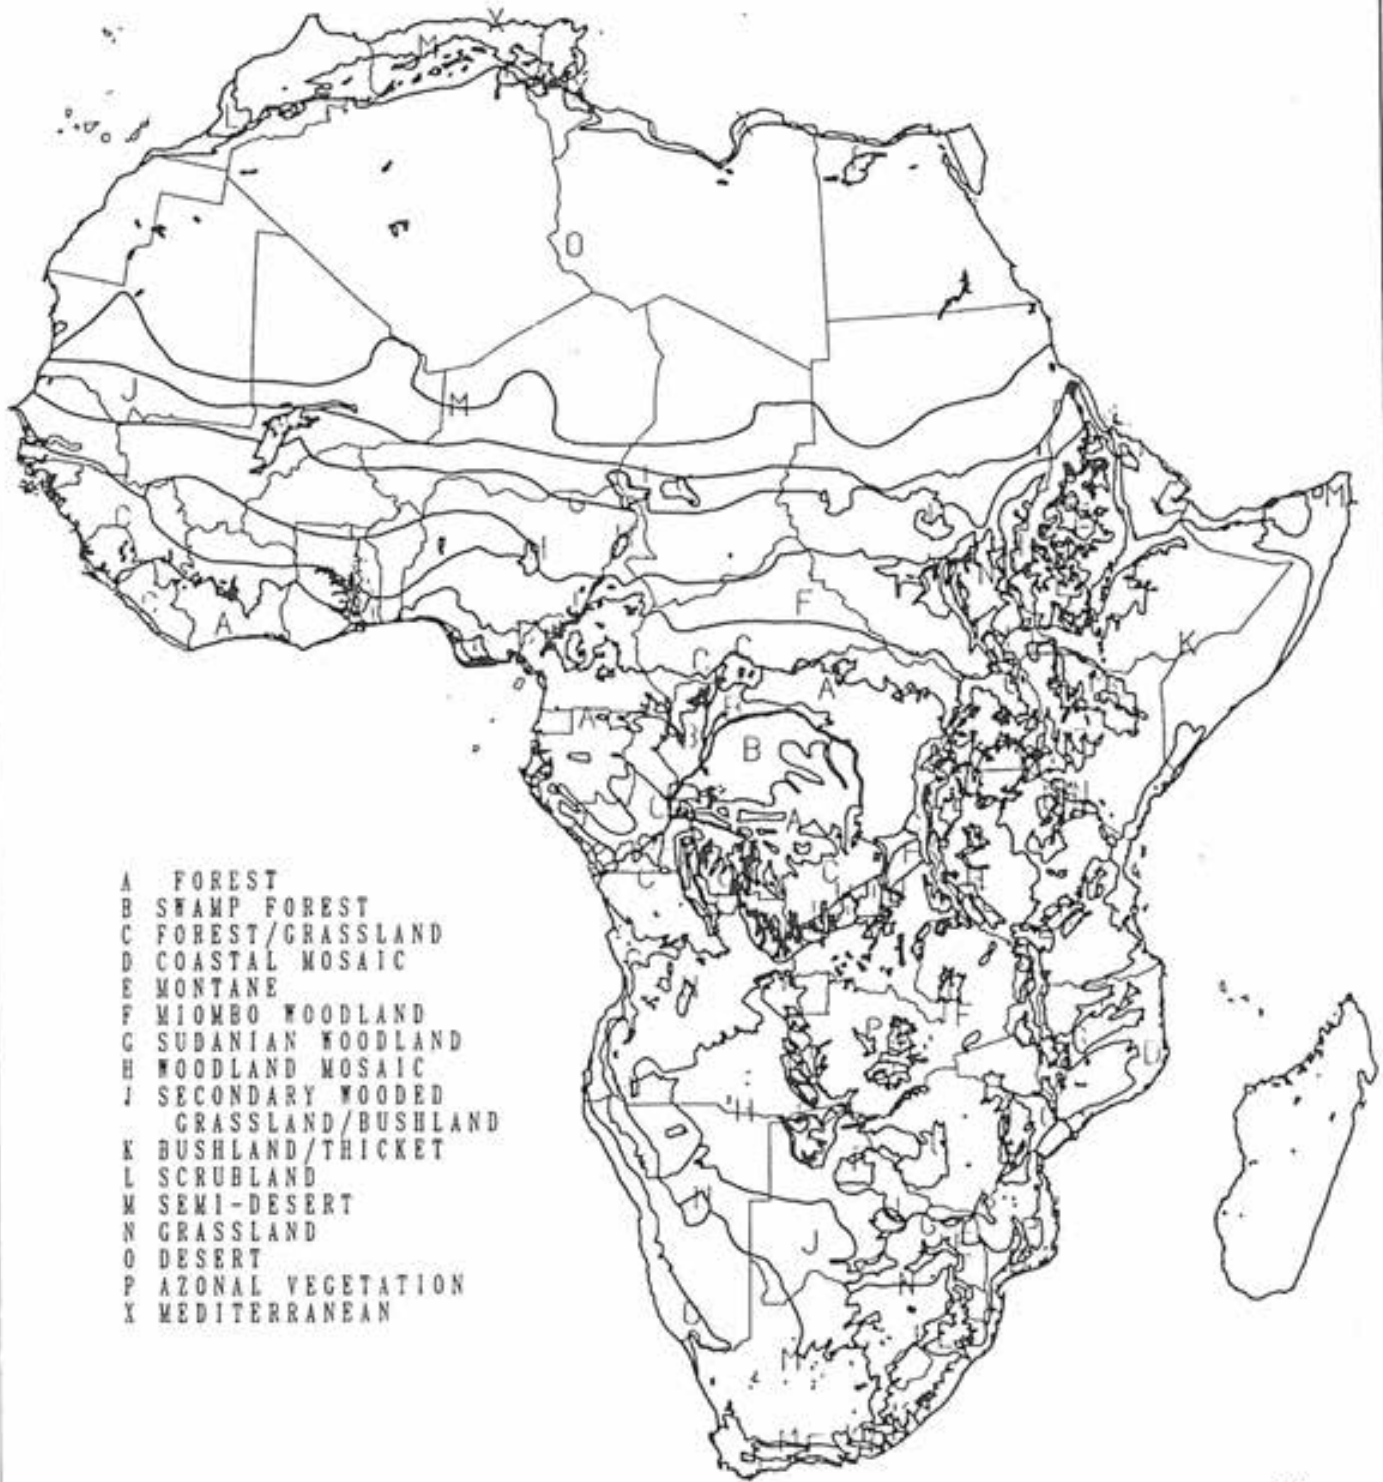 X
M
O
J
M
C
G
M
I
F
A
K
C
C
A
A
B
B
C
A
A FOREST
B SWAMP FOREST
C FOREST/GRASSLAND
D COASTAL MOSAIC
E MONTANE
F MIOMBO WOODLAND
G SUDANIAN WOODLAND
H WOODLAND MOSAIC
J SECONDARY WOODED
GRASSLAND/BUSHLAND
K BUSHLAND/THICKET
L SCRUBLAND
M SEMI-DESERT
N GRASSLAND
O DESERT
P AZONAL VEGETATION
X MEDITERRANEAN
C
C
F
H
P
F
D
H
J
G
N
M